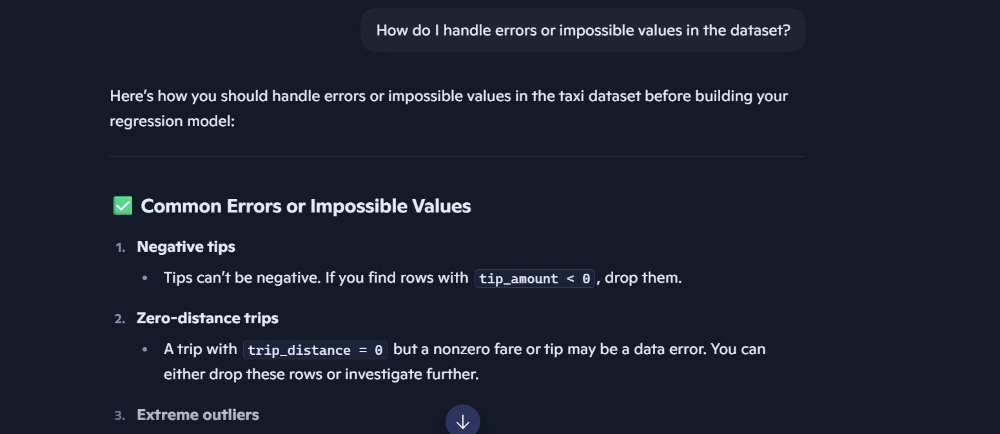 How do I handle errors or impossible values in the dataset?
Here’s how you should handle errors or impossible values in the taxi dataset before building your
regression model:
✅ Common Errors or Impossible Values
1. Negative tips
• Tips can’t be negative. If you find rows with tip_amount < 0, drop them.
2. Zero-distance trips
• A trip with trip_distance = 0 but a nonzero fare or tip may be a data error. You can
either drop these rows or investigate further.
3. Extreme outliers